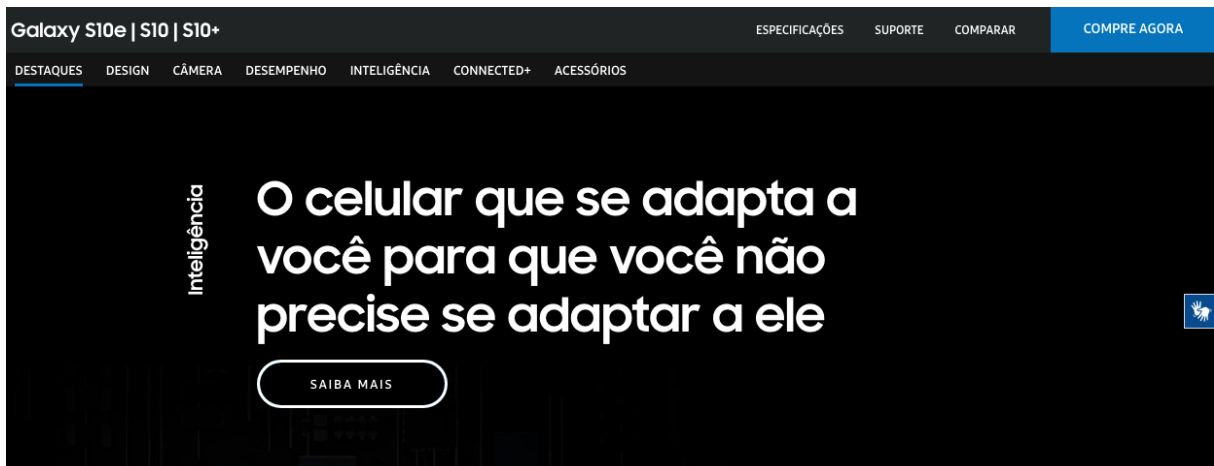 Galaxy S10e | S10 | S10+
ESPECIFICAÇÕES SUPORTE COMPARAR COMPRE AGORA
DESTAQUES DESIGN CÂMERA DESEMPENHO INTELIGÊNCIA CONNECTED+ ACESSÓRIOS
Inteligência
O celular que se adapta a
você para que você não
precise se adaptar a ele
SAIBA MAIS